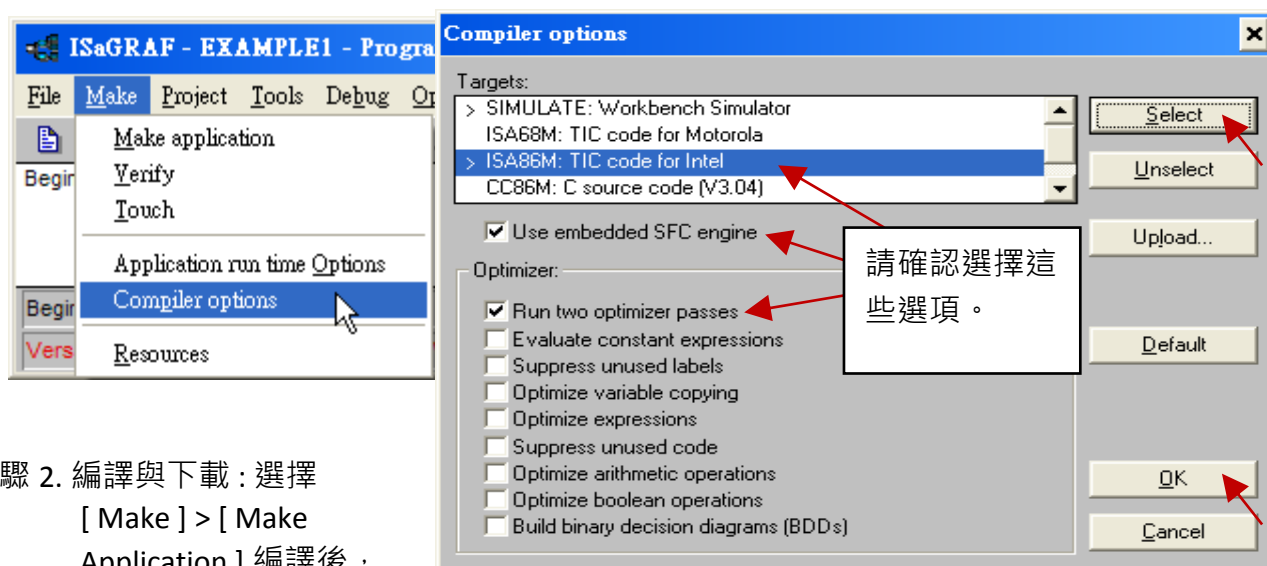 ISaGRAF - EXAMPLE1 - Progra
File Make Project Tools Debug Op
Make application
Verify
Touch
Application run time Options
Compiler options
Resources
Begin
Begin
Vers
Compiler options
Targets:
> SIMULATE: Workbench Simulator
ISA68M: TIC code for Motorola
> ISA86M: TIC code for Intel
CC86M: C source code (V3.04)
Use embedded SFC engine
Optimizer:
Run two optimizer passes
Evaluate constant expressions
Suppress unused labels
Optimize variable copying
Optimize expressions
Suppress unused code
Optimize arithmetic operations
Optimize boolean operations
Build binary decision diagrams (BDDs)
Select
Unselect
Upload...
Default
OK
Cancel
請確認選擇這
些選項。
驟 2. 編譯與下載 : 選擇
[ Make ] > [ Make
Application ] 編譯後，